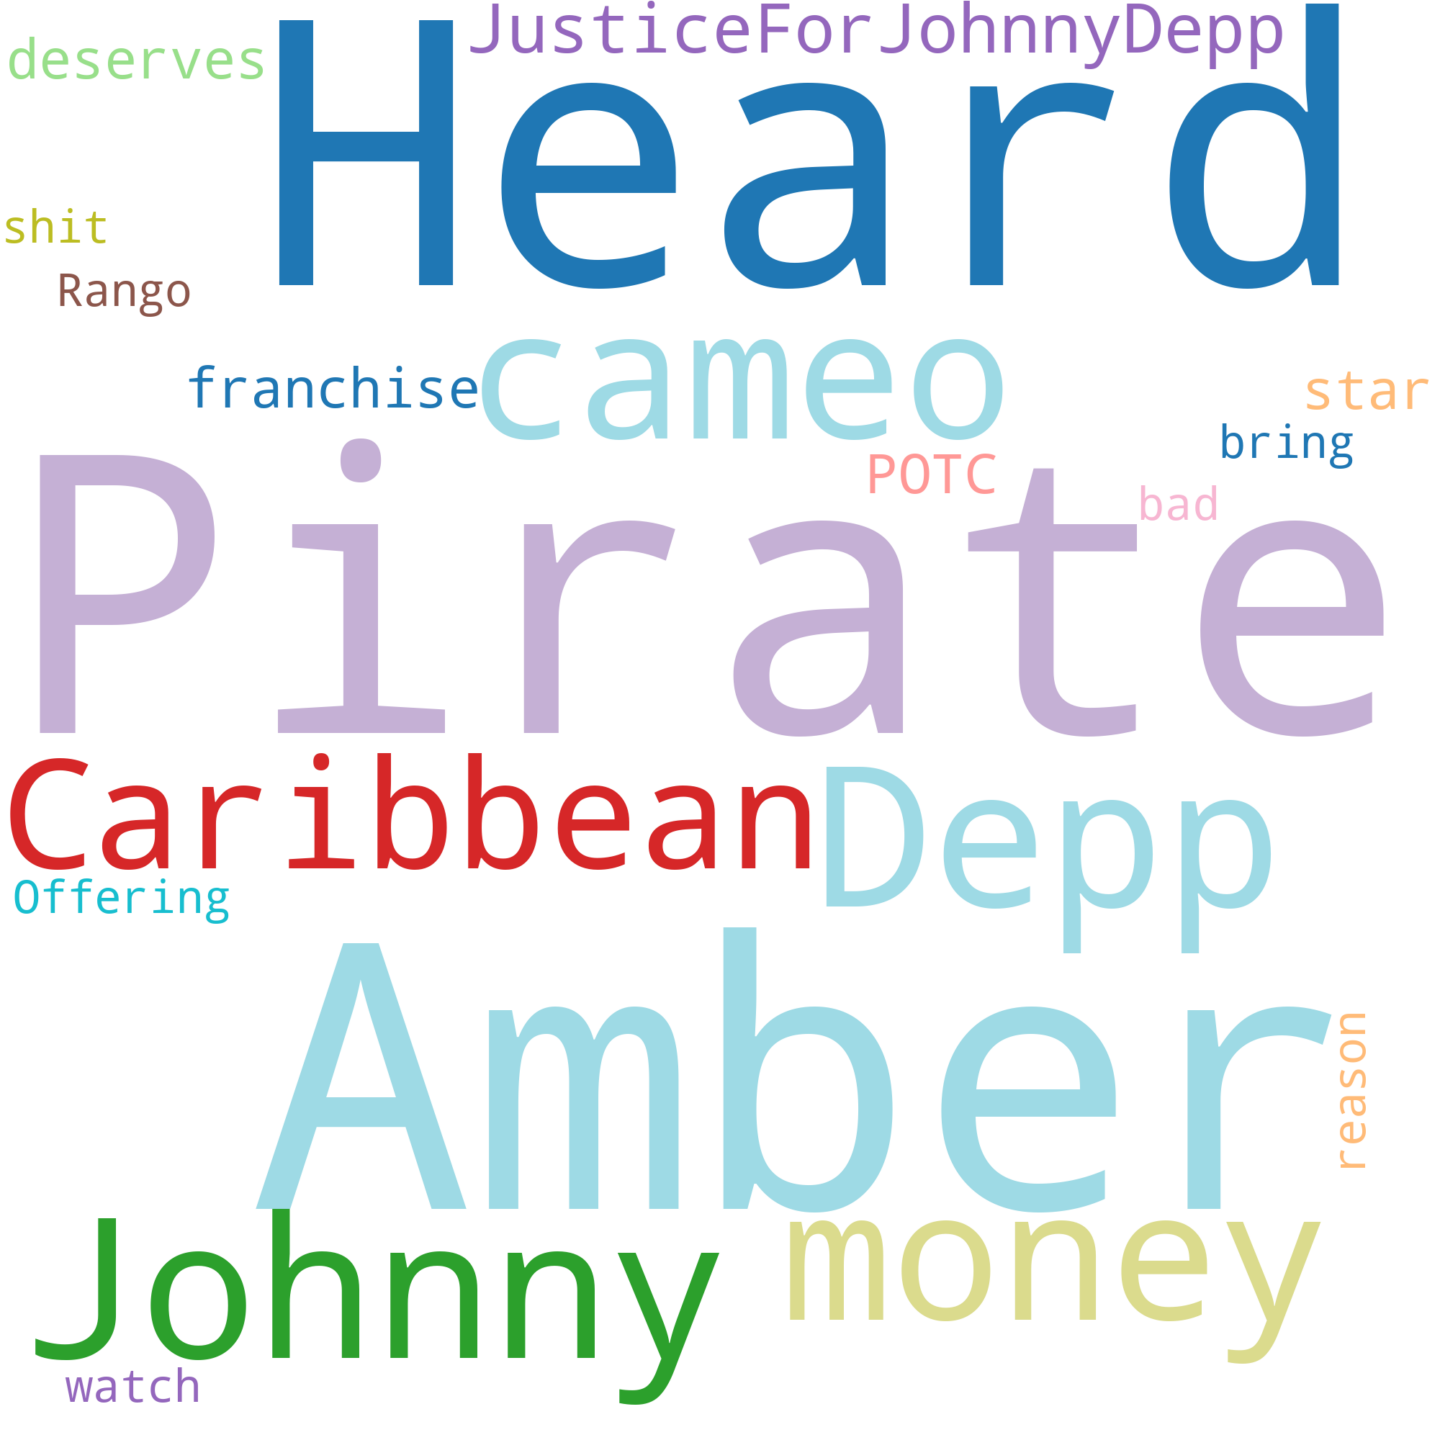 JusticeForJohnnyDepp
deserves
Heard
shit
Rango
cameo
franchise
star
bring
POTC
bad
Pirate
Caribbean
Depp
Offering
Amber
reason
Johnny
money
watch